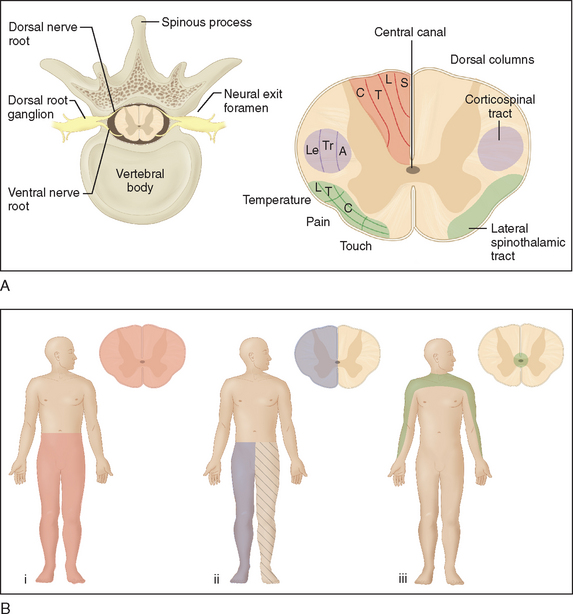 Dorsal nerve
root
Spinous process
Dorsal root
ganglion
Neural exit
foramen
Ventral nerve
root
Vertebral
body
Central canal
Dorsal columns
Corticospinal
tract
C T L S
Le Tr A
L T C
Temperature
Pain
Touch
Lateral
spinothalamic
tract
A
i
ii
iii
B